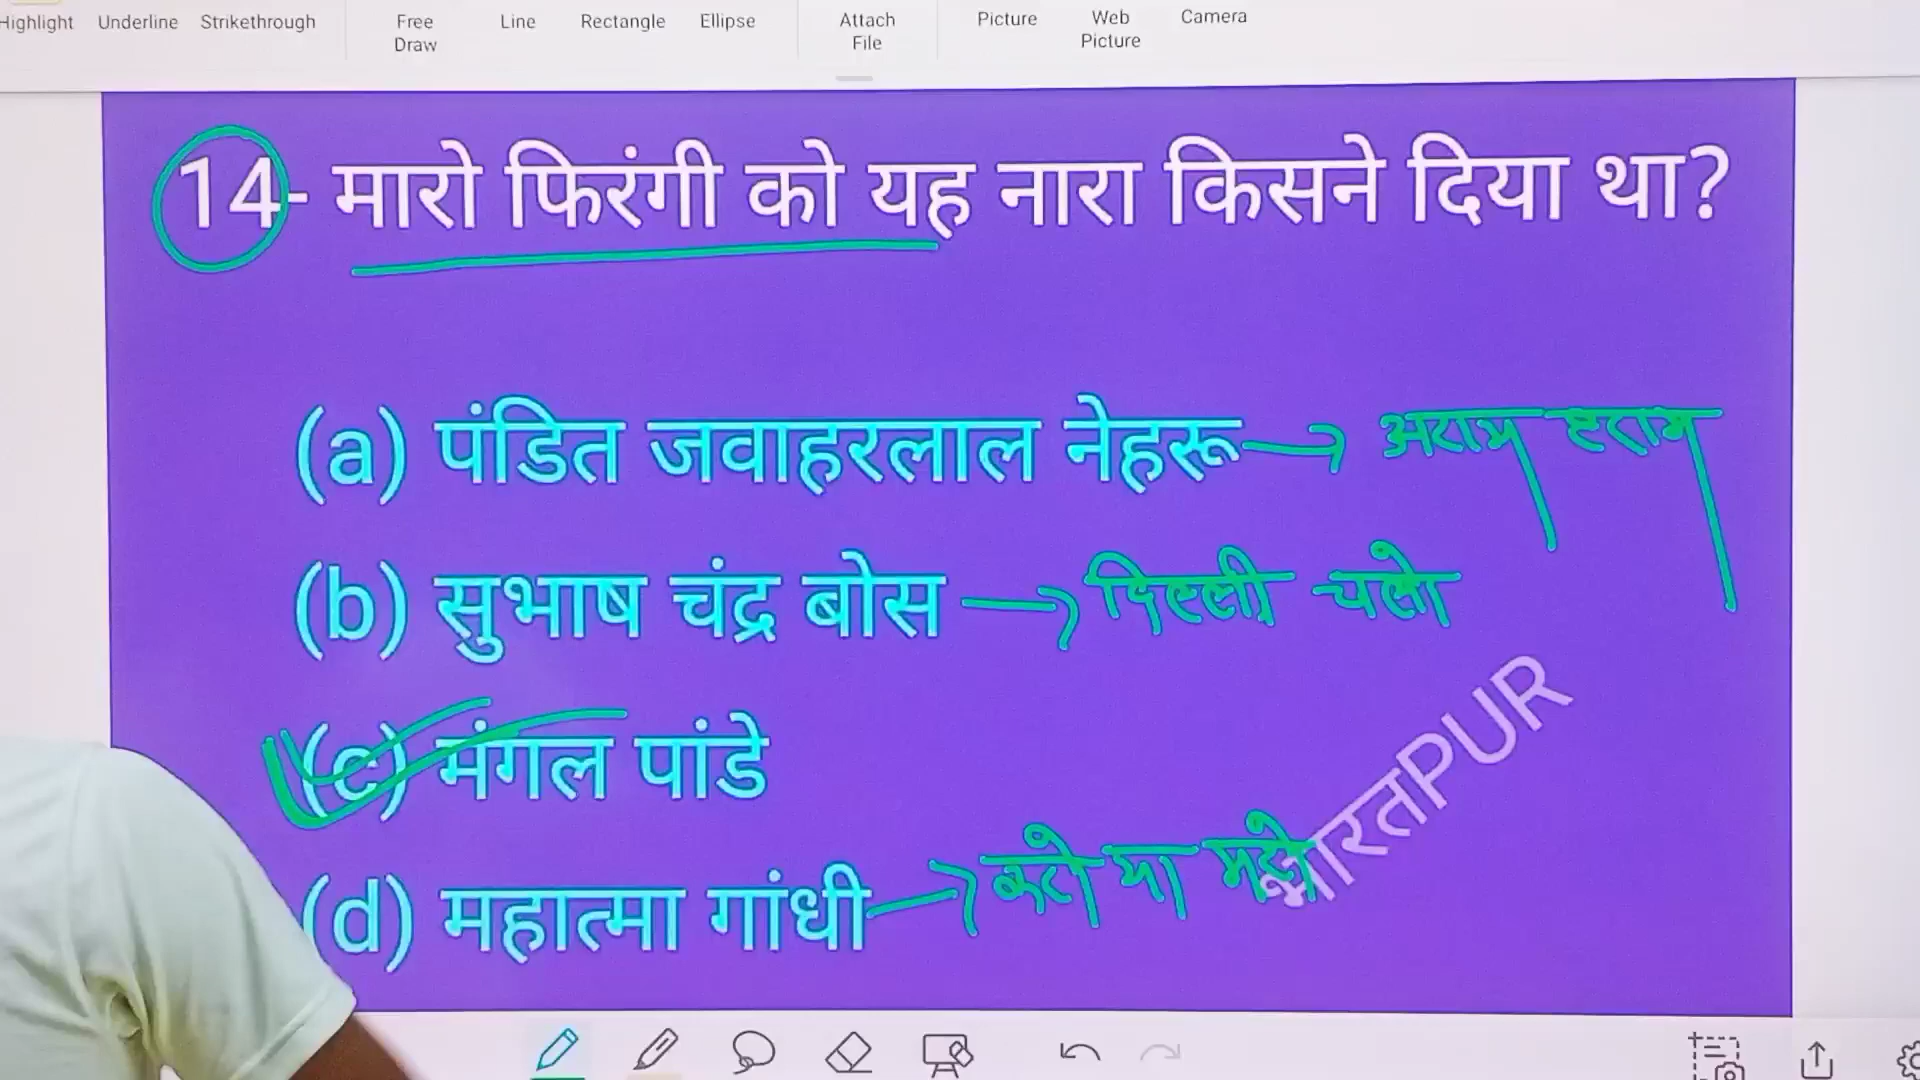 Highlight Underline Strikethrough Free Draw Line Rectangle Ellipse Attach File Picture Web Picture Camera
14- मारो फिरंगी को यह नारा किसने दिया था?
(a) पंडित जवाहरलाल नेहरू → अराम हराम
(b) सुभाष चंद्र बोस → दिल्ली चलो
(c) मंगल पांडे
(d) महात्मा गांधी → करो या मरो
भारतPUR